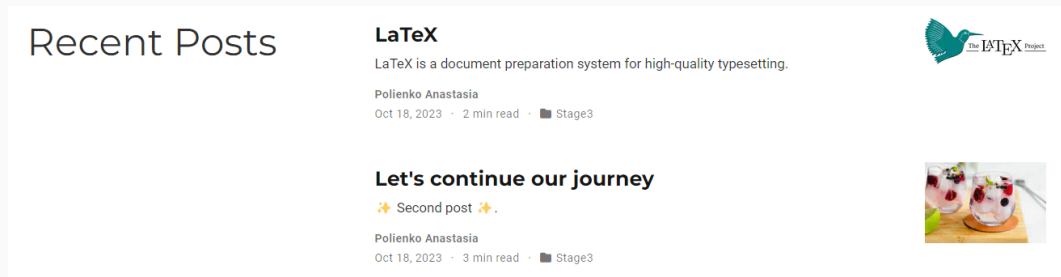 Recent Posts
LaTeX
The LATEX Project
LaTeX is a document preparation system for high-quality typesetting.
Polienko Anastasia
Oct 18, 2023 · 2 min read · Stage3
Let's continue our journey
✨ Second post ✨.
Polienko Anastasia
Oct 18, 2023 · 3 min read · Stage3